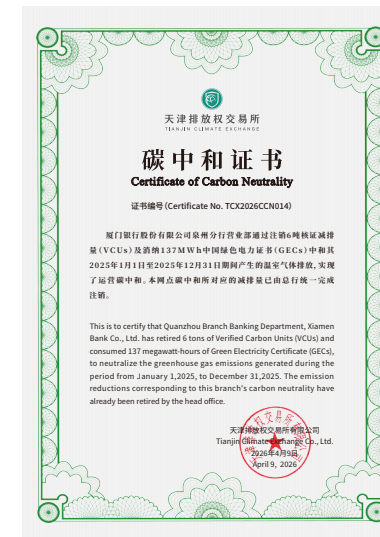 天津排放权交易所
TIANJIN CLIMATE EXCHANGE
碳中和证书
Certificate of Carbon Neutrality
证书编号（Certificate No. TCX2026CCN014）
厦门银行股份有限公司泉州分行营业部通过注销6吨核证减排
量（VCUs）及消纳137MWh中国绿色电力证书（GECs）中和其
2025年1月1日至2025年12月31日期间产生的温室气体排放，实现
了运营碳中和。本网点碳中和所对应的减排量已由总行统一完成
注销。
This is to certify that Quanzhou Branch Banking Department, Xiamen
Bank Co., Ltd. has retired 6 tons of Verified Carbon Units (VCUs) and
consumed 137 megawatt-hours of Green Electricity Certificate (GECs),
to neutralize the greenhouse gas emissions generated during the
period from January 1,2025, to December 31,2025. The emission
reductions corresponding to this branch's carbon neutrality have
already been retired by the head office.
天津排放权交易所有限公司
Tianjin Climate Exchange Co., Ltd.
2026年4月9日
April 9, 2026